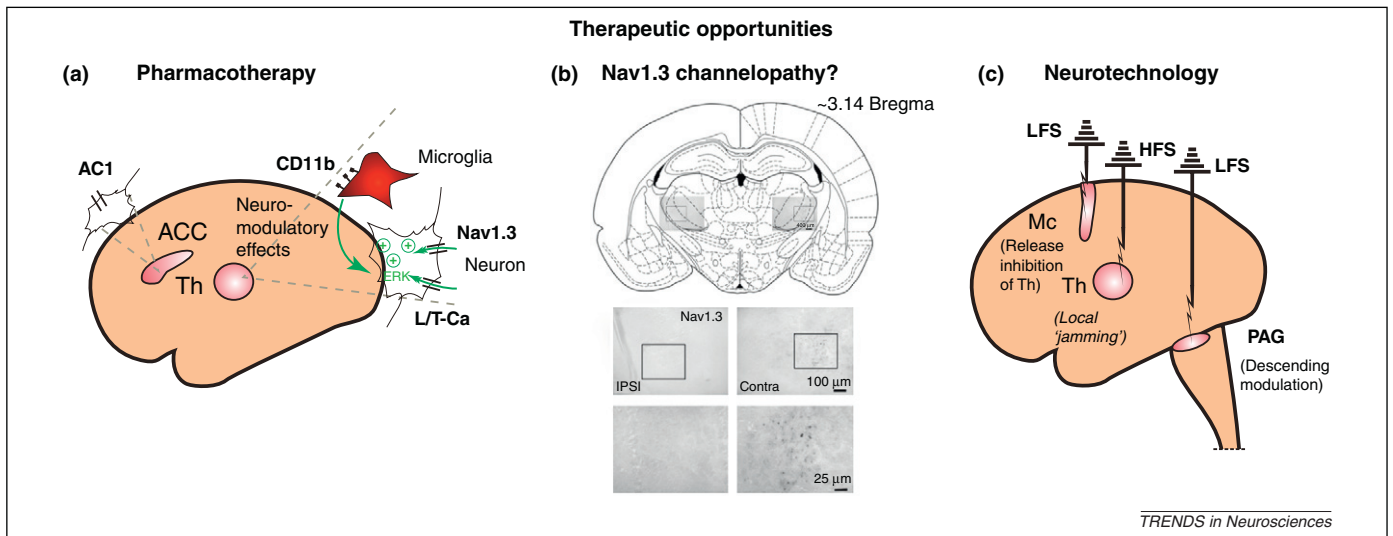 Therapeutic opportunities
(a) Pharmacotherapy
AC1
CD11b
Microglia
ACC
Neuro-
modulatory
effects
Th
Nav1.3
Neuron
ERK
L/T-Ca
(b) Nav1.3 channelopathy?
~3.14 Bregma
400 μm
Nav1.3
IPSI
Contra
100 μm
25 μm
(c) Neurotechnology
LFS
HFS
LFS
Mc
(Release
inhibition
of Th)
Th
(Local
'jamming')
PAG
(Descending
modulation)
TRENDS in Neurosciences